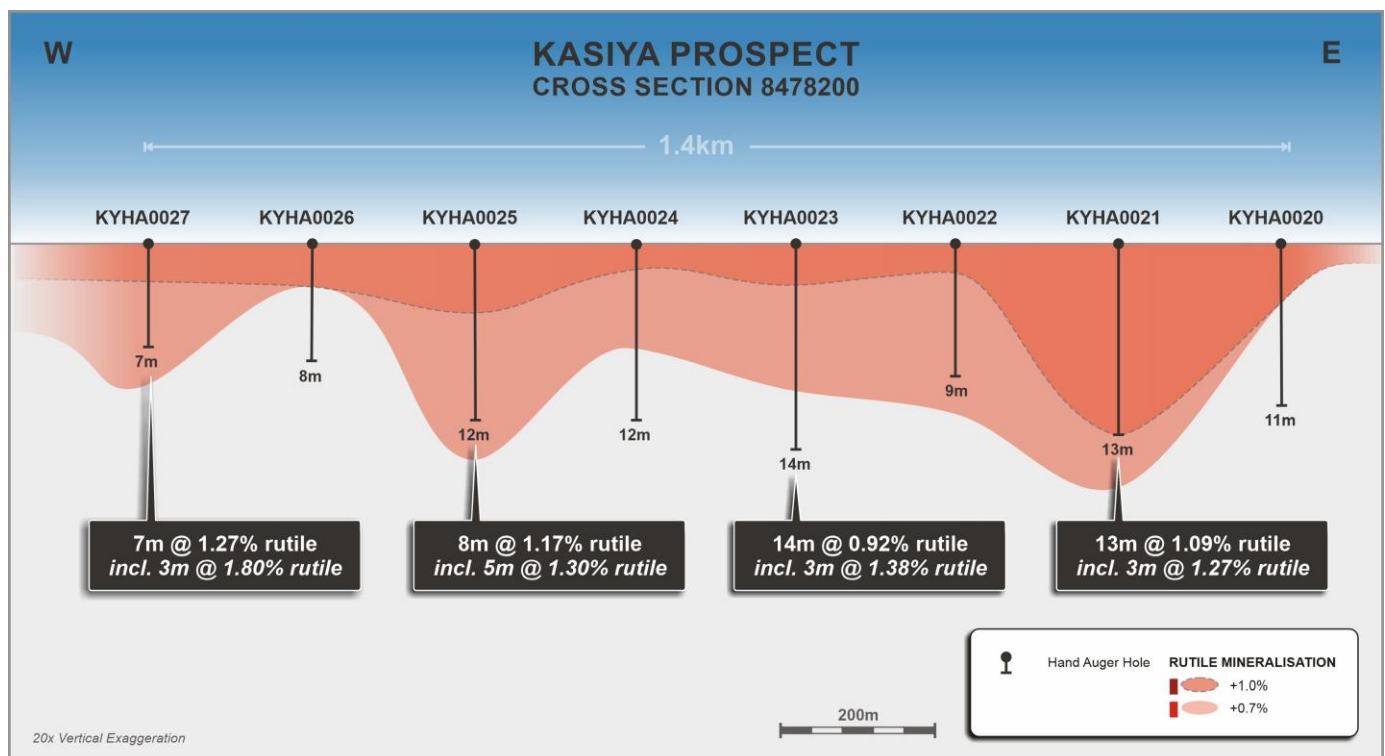 W
KASIYA PROSPECT
E
CROSS SECTION 8478200
1.4km
KYHA0027
KYHA0026
KYHA0025
KYHA0024
KYHA0023
KYHA0022
KYHA0021
KYHA0020
7m
8m
12m
12m
14m
9m
13m
11m
7m @ 1.27% rutile
incl. 3m @ 1.80% rutile
8m @ 1.17% rutile
incl. 5m @ 1.30% rutile
14m @ 0.92% rutile
incl. 3m @ 1.38% rutile
13m @ 1.09% rutile
incl. 3m @ 1.27% rutile
Hand Auger Hole
RUTILE MINERALISATION
+1.0%
+0.7%
200m
20x Vertical Exaggeration